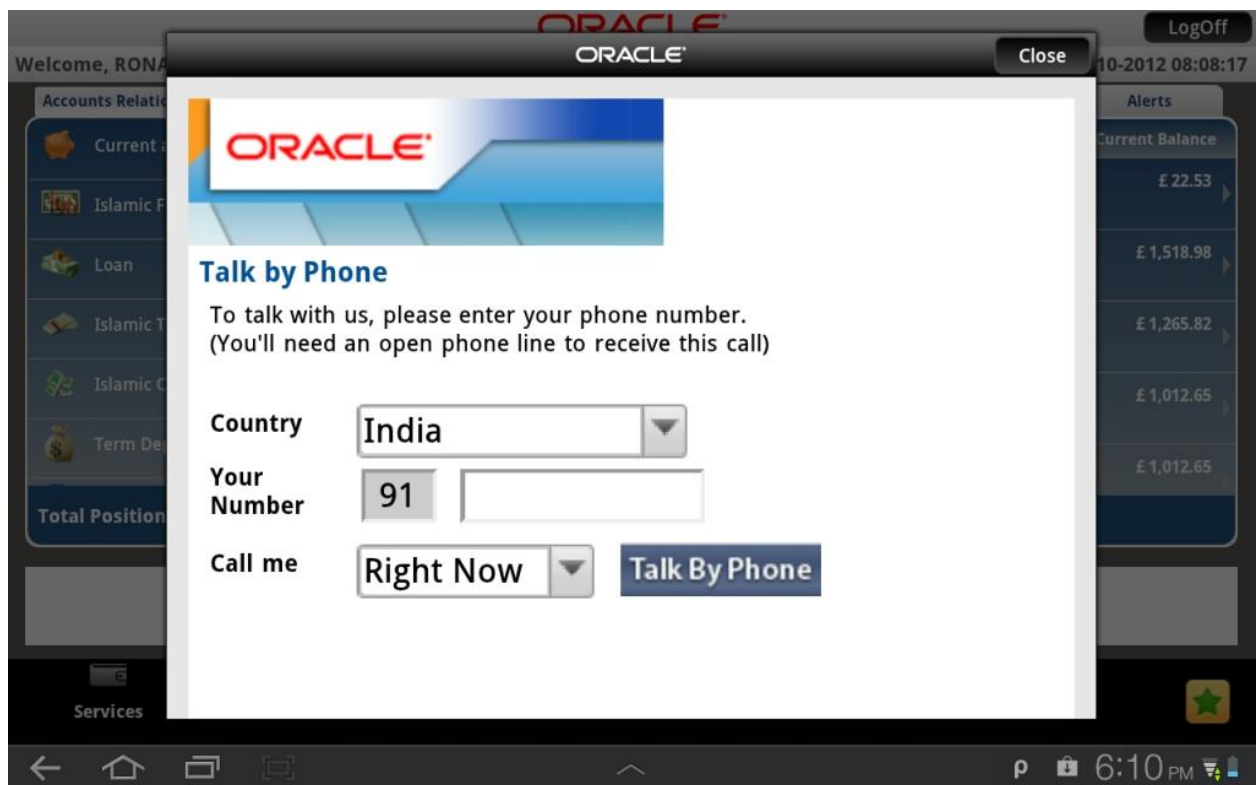 ORACLE
LogOff
ORACLE
Close
Welcome, RONA
10-2012 08:08:17
Accounts Relatio
Alerts
Current a
Current Balance
£ 22.53
Islamic F
Loan
£ 1,518.98
Islamic T
£ 1,265.82
Islamic C
£ 1,012.65
Term De
£ 1,012.65
Total Position
Services
ORACLE
Talk by Phone
To talk with us, please enter your phone number.
(You'll need an open phone line to receive this call)
Country
India
Your
Number
91
Call me
Right Now
Talk By Phone
6:10 PM